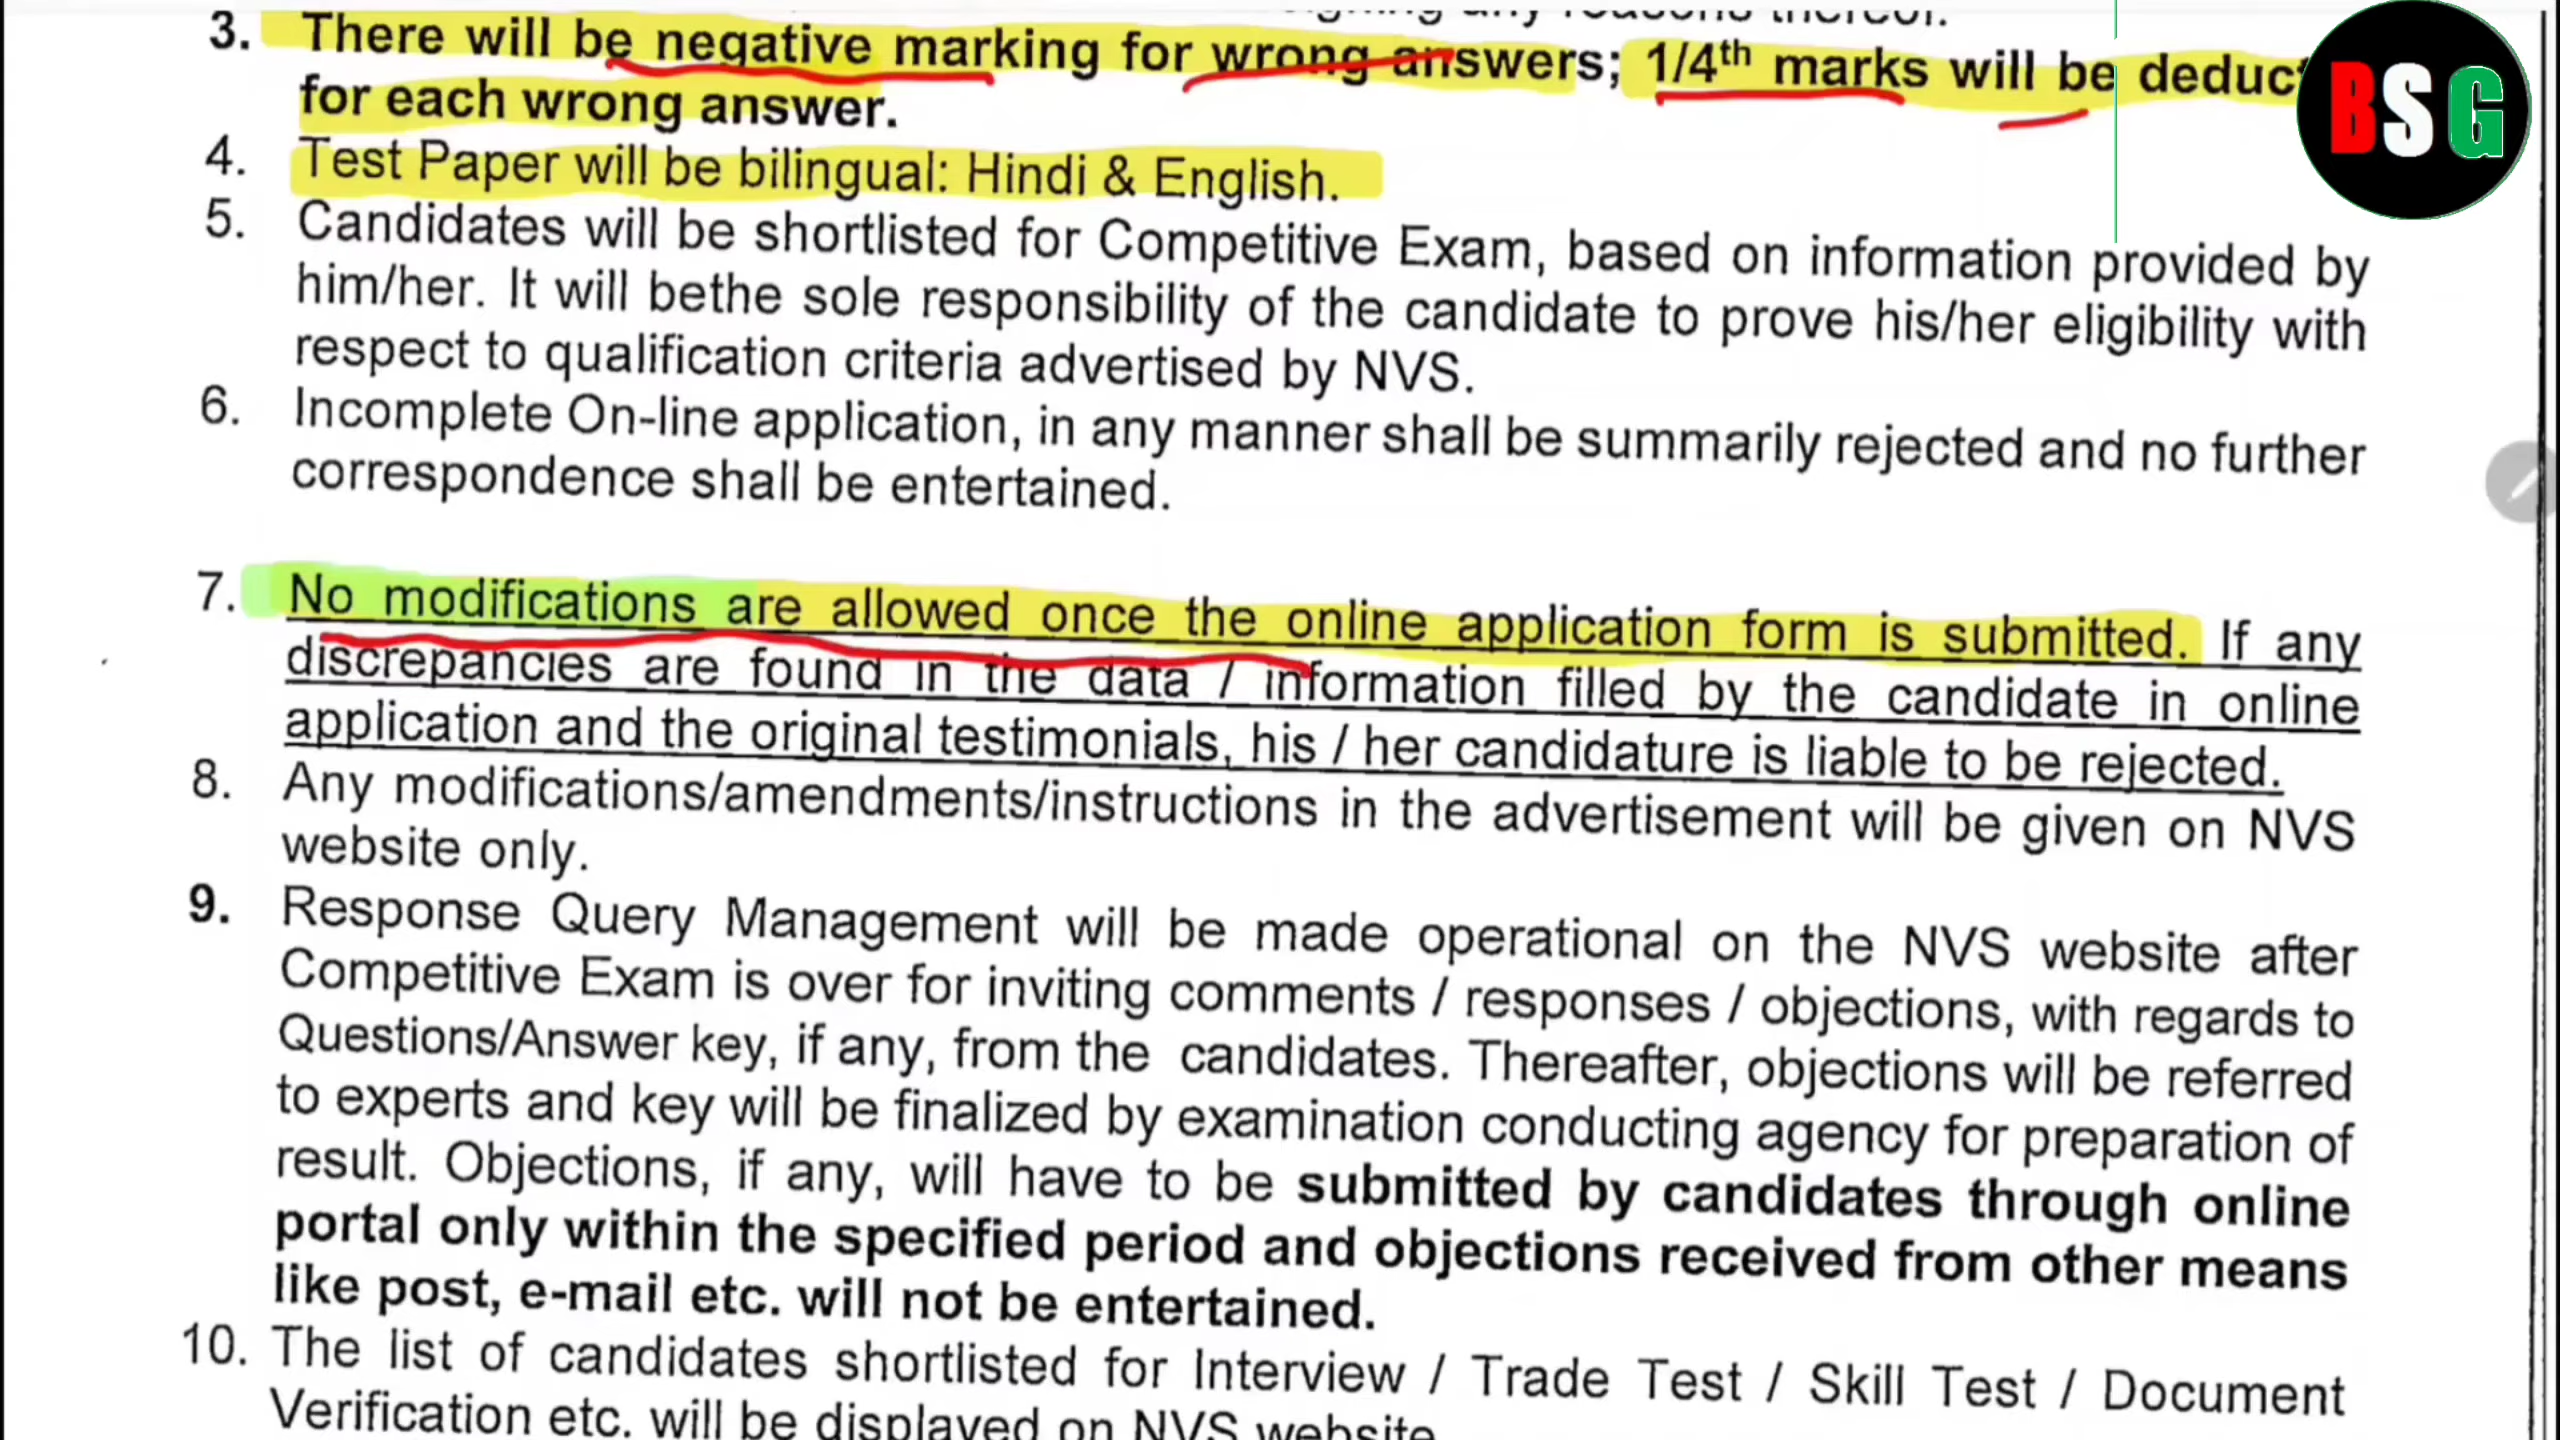 any reasons thereof.
3. There will be negative marking for wrong answers; 1/4th marks will be deduc
for each wrong answer.
4. Test Paper will be bilingual: Hindi & English.
5. Candidates will be shortlisted for Competitive Exam, based on information provided by
him/her. It will bethe sole responsibility of the candidate to prove his/her eligibility with
respect to qualification criteria advertised by NVS.
6. Incomplete On-line application, in any manner shall be summarily rejected and no further
correspondence shall be entertained.
7. No modifications are allowed once the online application form is submitted. If any
discrepancies are found in the data / information filled by the candidate in online
application and the original testimonials, his / her candidature is liable to be rejected.
8. Any modifications/amendments/instructions in the advertisement will be given on NVS
website only.
9. Response Query Management will be made operational on the NVS website after
Competitive Exam is over for inviting comments / responses / objections, with regards to
Questions/Answer key, if any, from the candidates. Thereafter, objections will be referred
to experts and key will be finalized by examination conducting agency for preparation of
result. Objections, if any, will have to be submitted by candidates through online
portal only within the specified period and objections received from other means
like post, e-mail etc. will not be entertained.
10. The list of candidates shortlisted for Interview / Trade Test / Skill Test / Document
Verification etc. will be displayed on NVS website
BSG